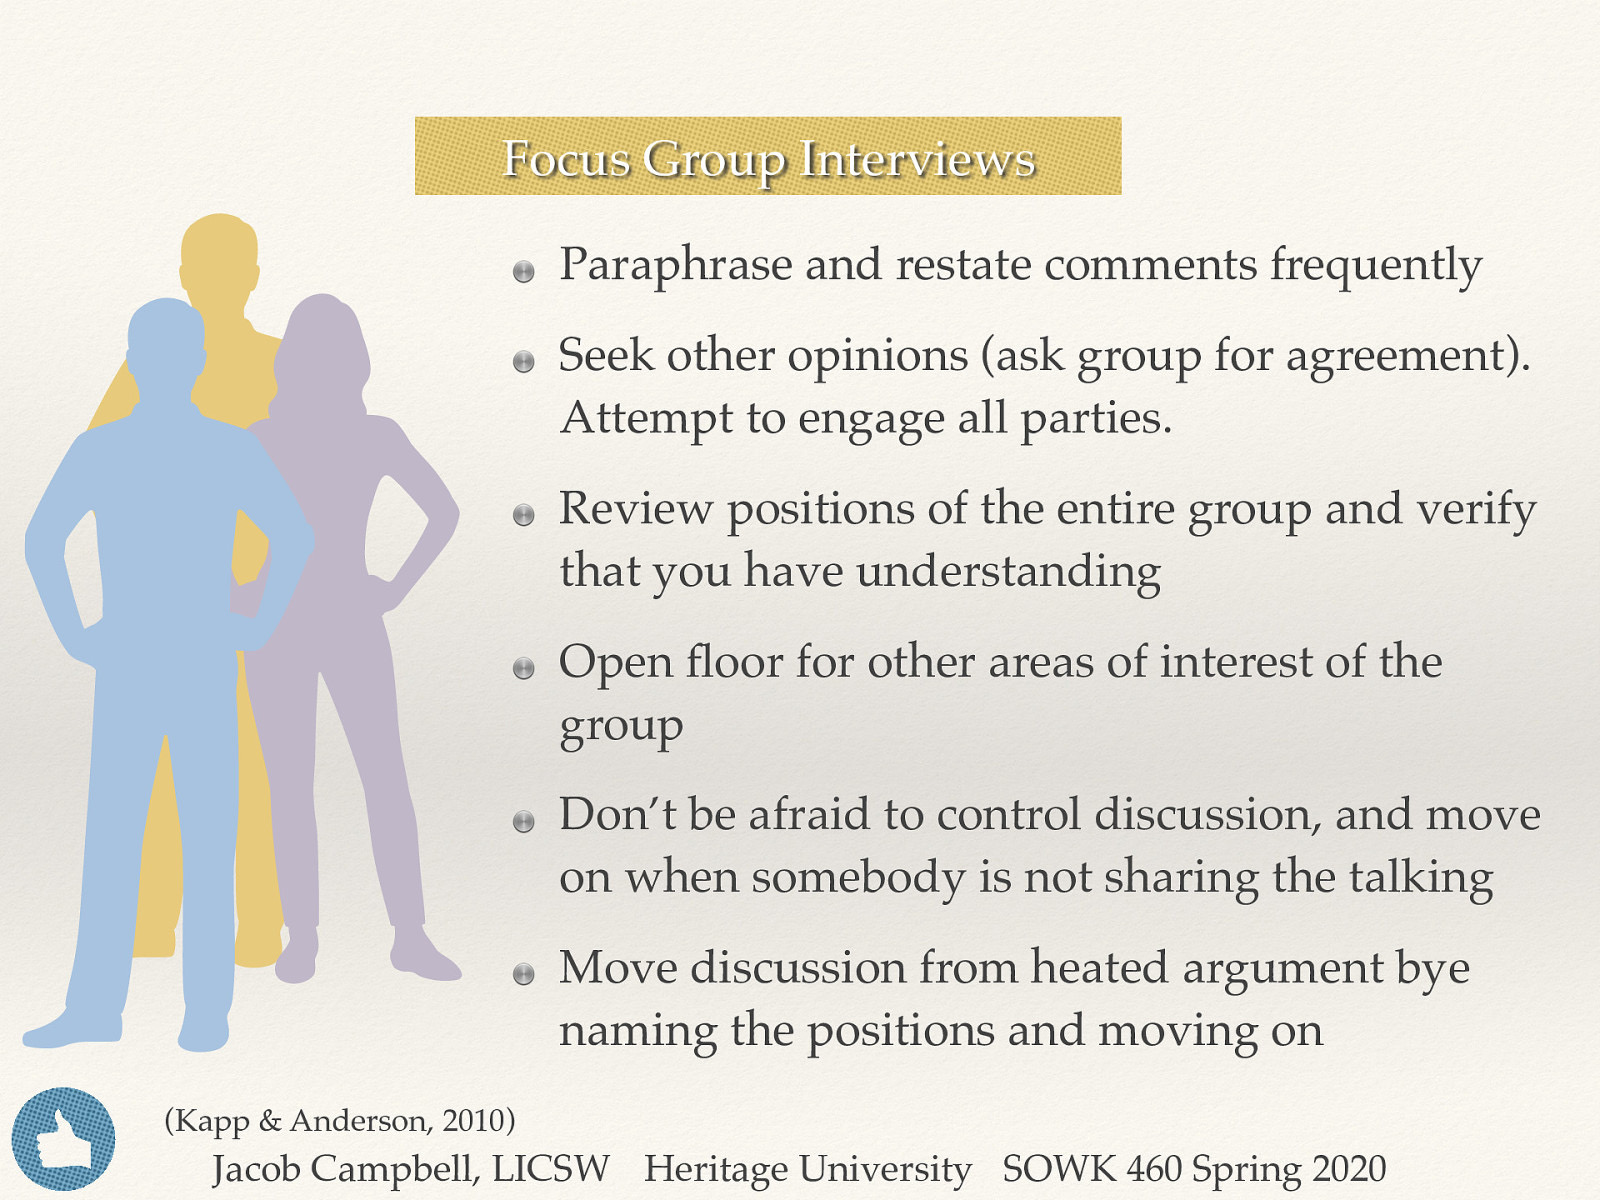 Focus Group Interviews
Paraphrase and restate comments frequently
Seek other opinions (ask group for agreement).
Attempt to engage all parties.
Review positions of the entire group and verify
that you have understanding
Open floor for other areas of interest of the
group
Don’t be afraid to control discussion, and move
on when somebody is not sharing the talking
Move discussion from heated argument bye
naming the positions and moving on
(Kapp & Anderson, 2010)
Jacob Campbell, LICSW Heritage University SOWK 460 Spring 2020